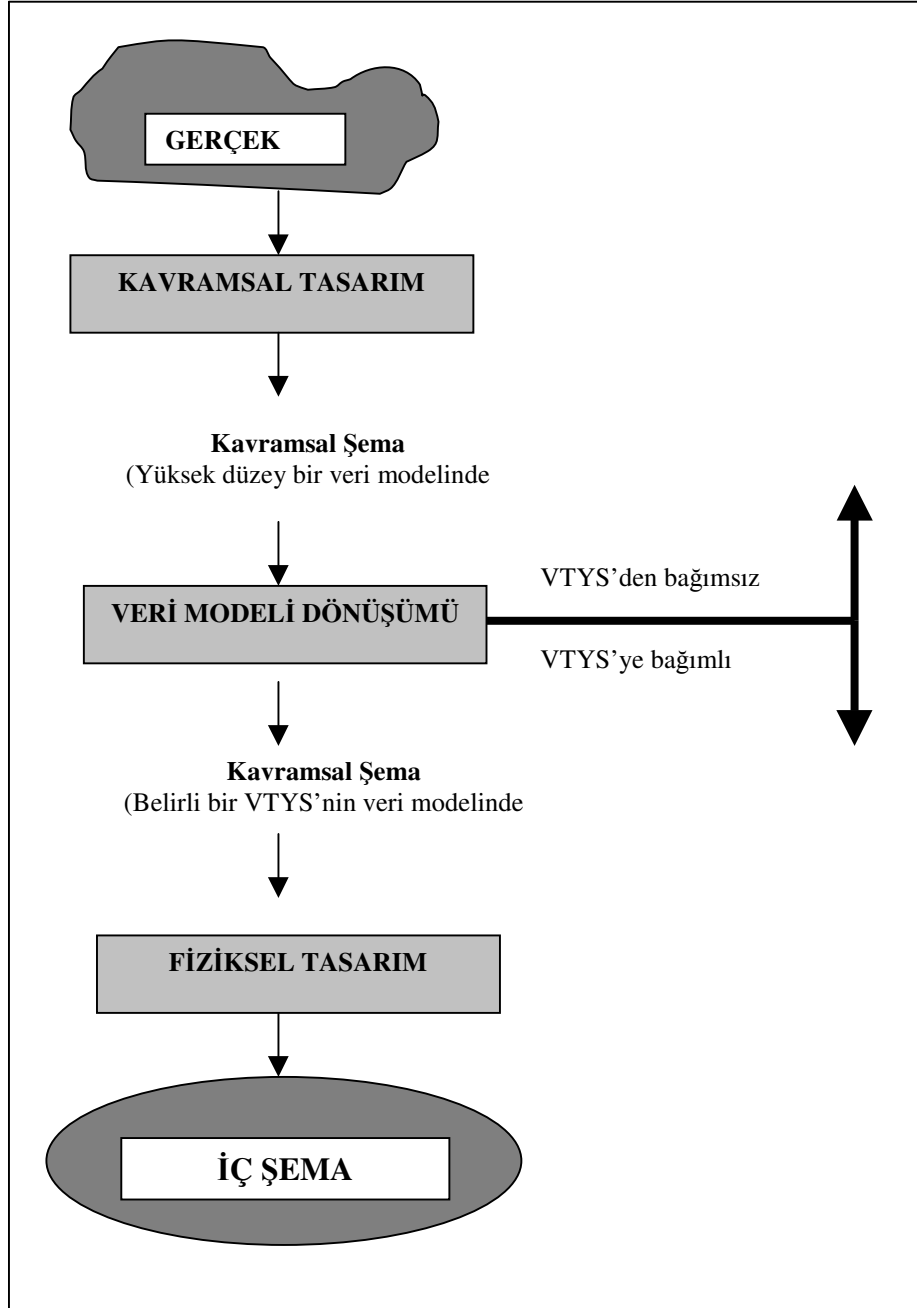 GERÇEK
KAVRAMSAL TASARIM
Kavramsal Şema
(Yüksek düzey bir veri modelinde
VTYS’den bağımsız
VERİ MODELİ DÖNÜŞÜMÜ
VTYS’ye bağımlı
Kavramsal Şema
(Belirli bir VTYS’nin veri modelinde
FİZİKSEL TASARIM
İÇ ŞEMA